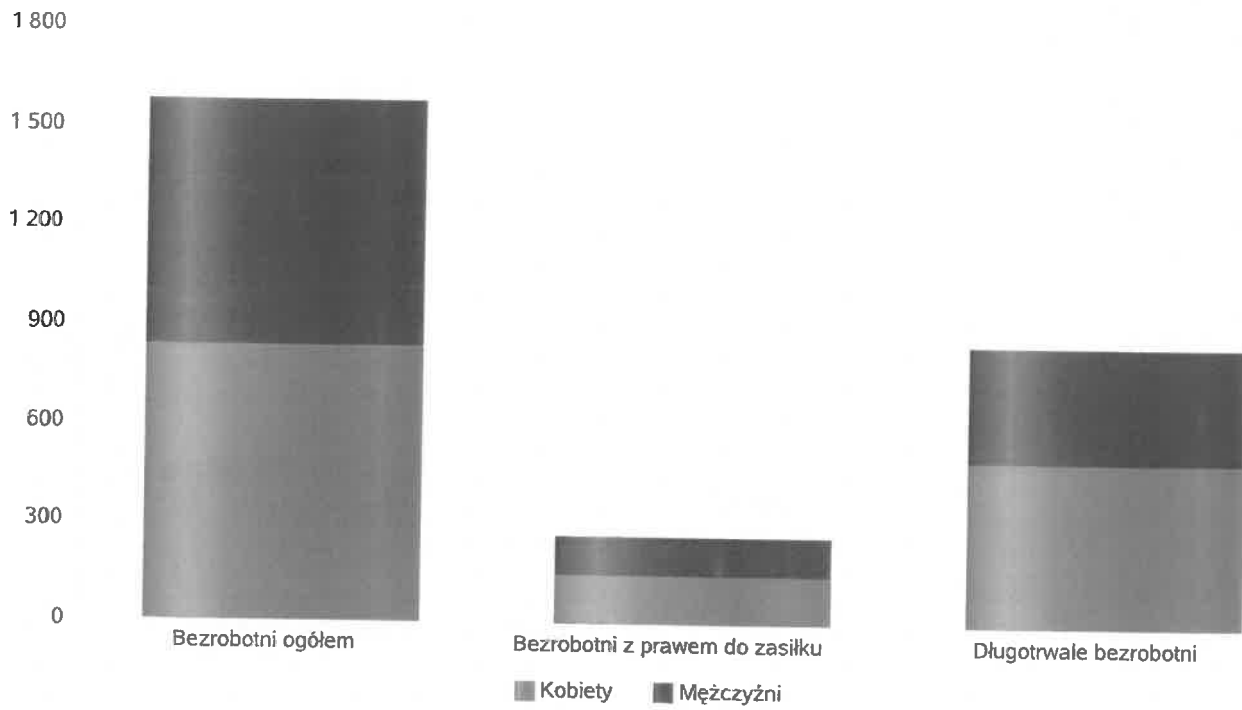 1 800
1 500
1 200
900
600
300
0
Bezrobotni ogółem
Bezrobotni z prawem do zasiłku
Długotrwale bezrobotni
Kobiety
Mężczyźni